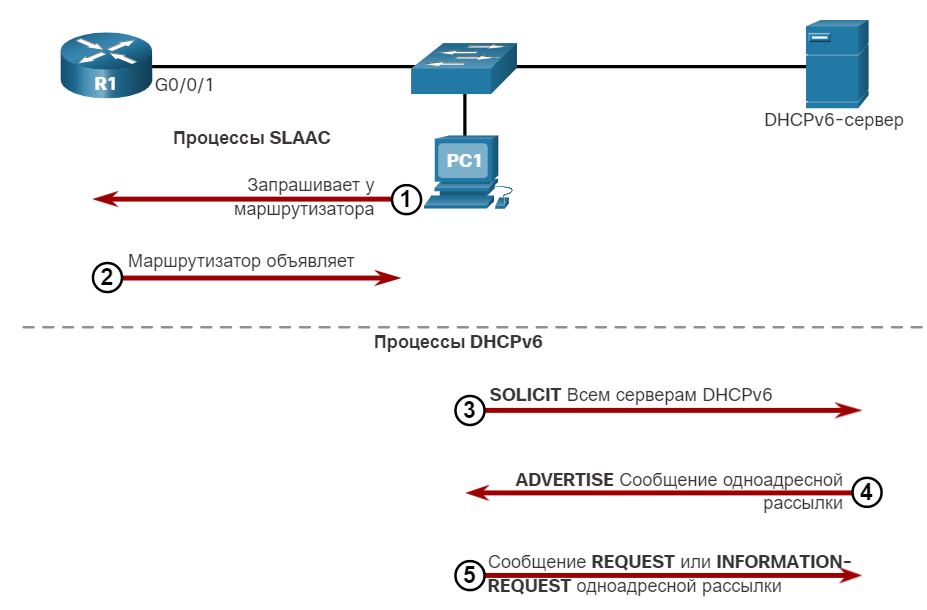 R1
G0/0/1
DHCPv6-сервер
Процессы SLAAC
PC1
Запрашивает у
маршрутизатора
1
Маршрутизатор объявляет
2
Процессы DHCPv6
SOLICIT Всем серверам DHCPv6
3
ADVERTISE Сообщение одноадресной
рассылки
4
Сообщение REQUEST или INFORMATION-
REQUEST одноадресной рассылки
5